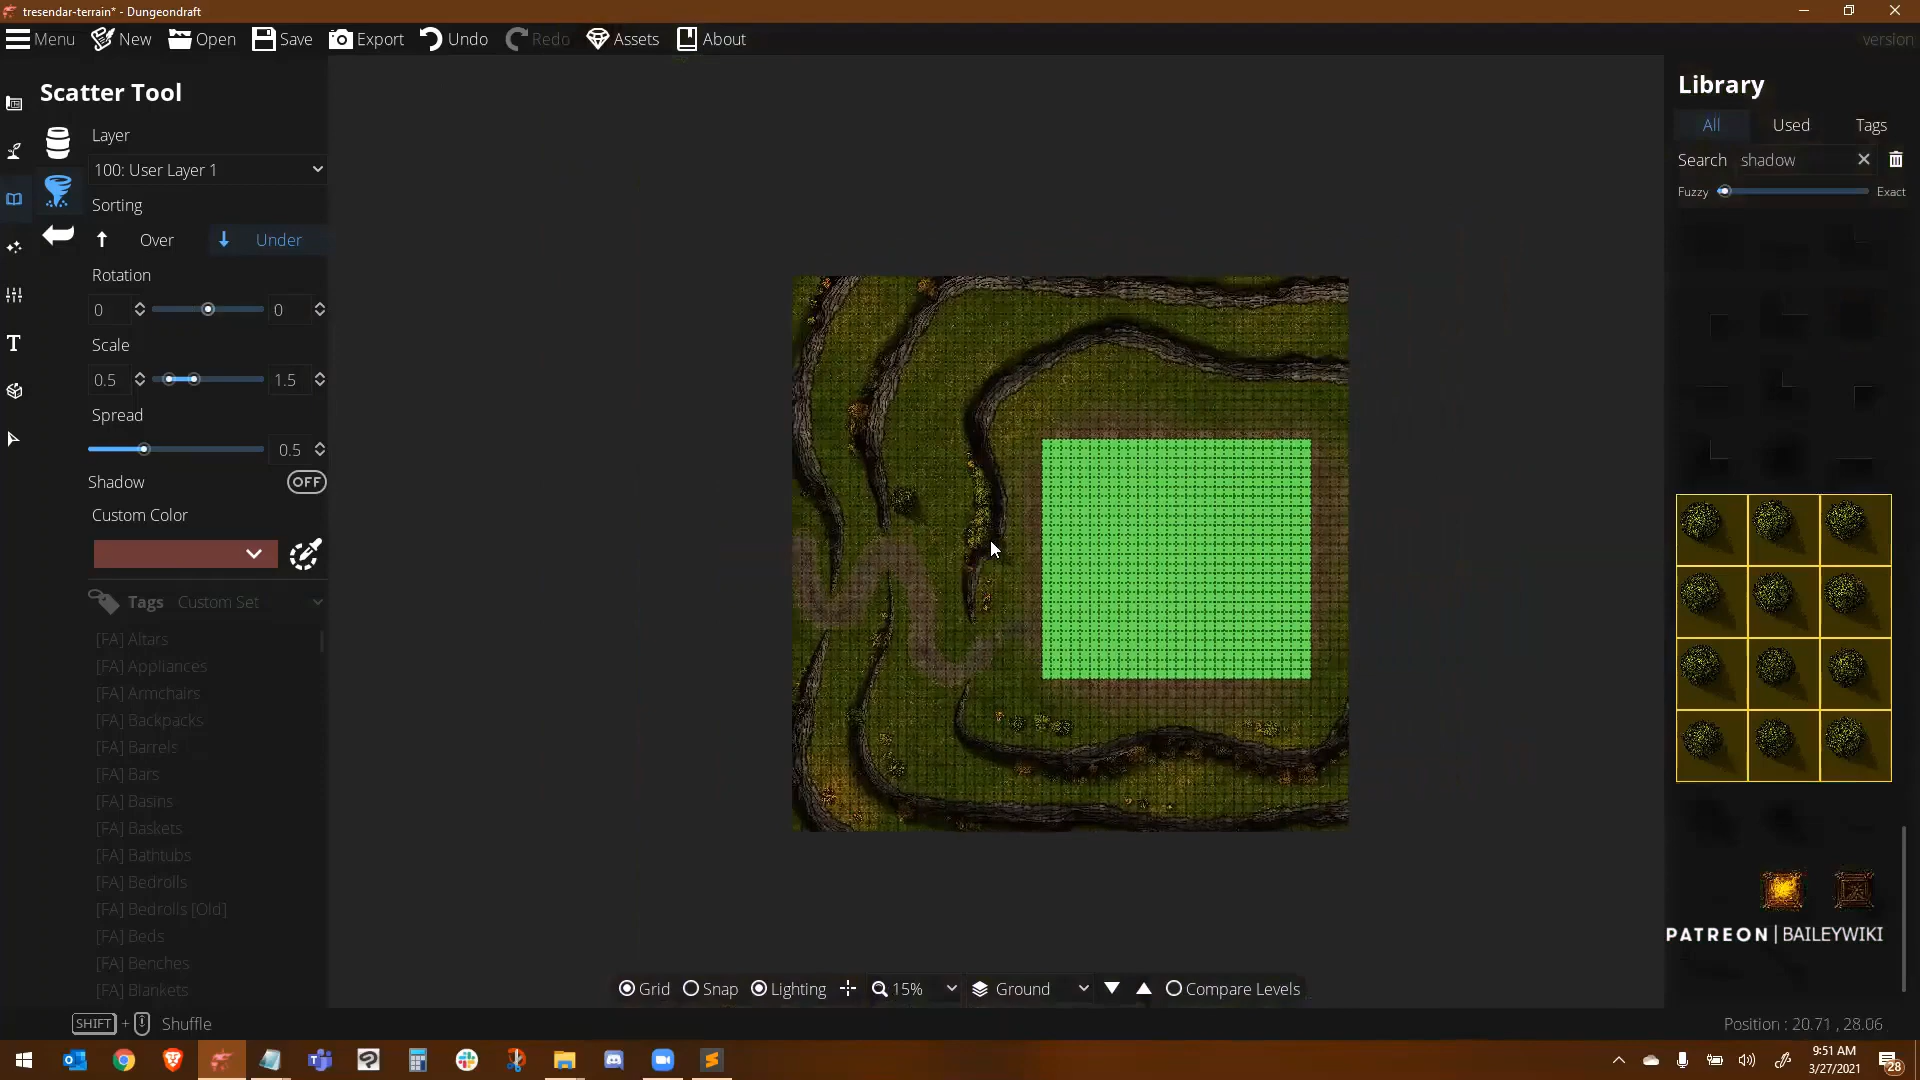 tresendar-terrain* - Dungeondraft
Menu New Open Save Export Undo Redo Assets About version
Scatter Tool
Layer
100: User Layer 1
Sorting
Over Under
Rotation
0 0
Scale
0.5 1.5
Spread
0.5
Shadow OFF
Custom Color
Tags Custom Set
[FA] Altars
[FA] Appliances
[FA] Armchairs
[FA] Backpacks
[FA] Barrels
[FA] Bars
[FA] Basins
[FA] Baskets
[FA] Bathtubs
[FA] Bedrolls
[FA] Bedrolls [Old]
[FA] Beds
[FA] Benches
[FA] Blankets
SHIFT + Shuffle
Grid Snap Lighting 15% Ground Compare Levels
Library
All Used Tags
Search shadow
Fuzzy Exact
PATREON | BAILEYWIKI
Position : 20.71 , 28.06
9:51 AM
3/27/2021
28